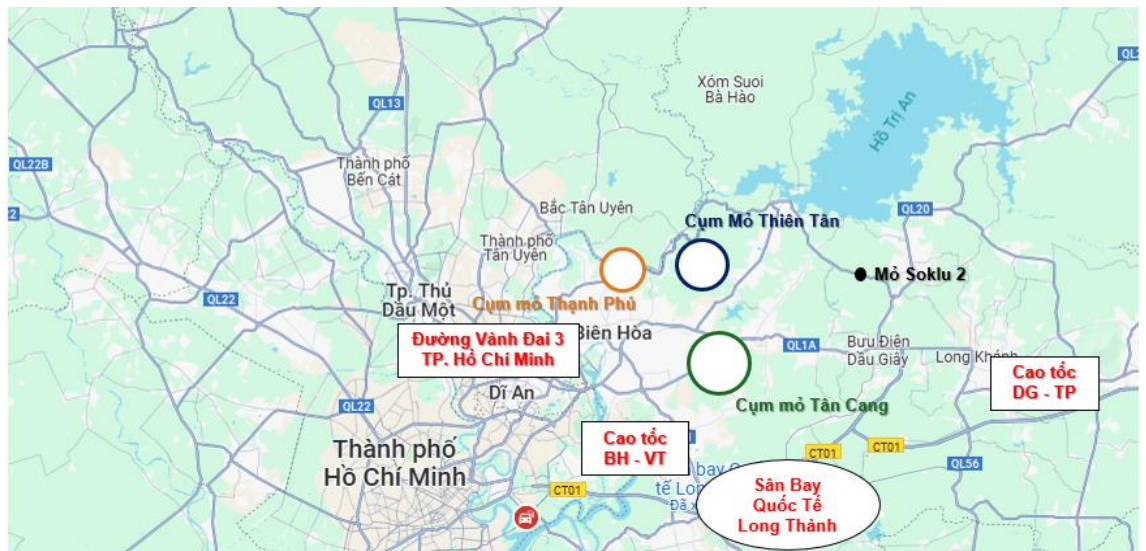 Xóm Suoi
Bà Hào
Hồ Trị An
QL13
QL22B
Thành phố
Bến Cát
Bắc Tân Uyên
Cụm Mỏ Thiên Tân
QL20
Thành phố
Tân Uyên
Mỏ Soklu 2
Tp. Thủ
Dầu Một
Cụm mỏ Thạnh Phú
QL22
Đường Vành Đai 3
TP. Hồ Chí Minh
Biên Hòa
QL1A
Bưu Điện
Dầu Giây
Long Khánh
Cao tốc
DG - TP
Dĩ An
QL22
Cụm mỏ Tân Cang
Cao tốc
BH - VT
Thành phố
Hồ Chí Minh
CT01
CT01
QL56
CT01
Sân Bay
Quốc Tế
Long Thành